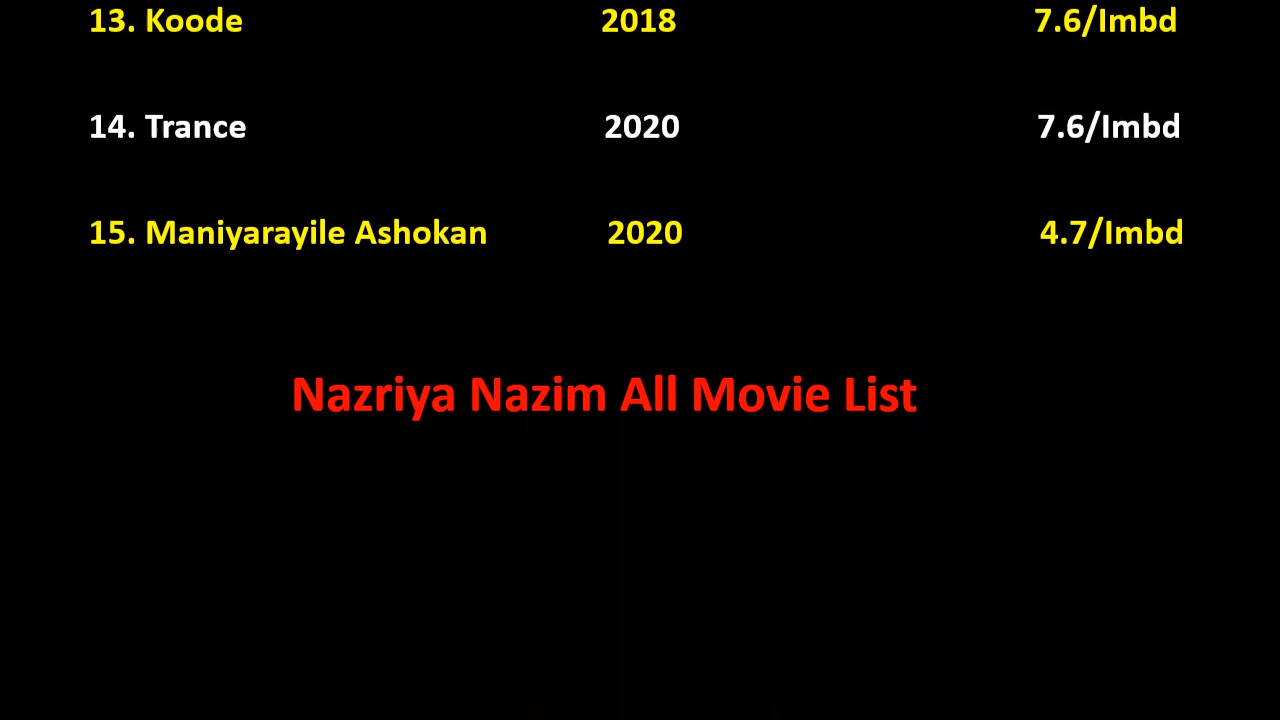 13. Koode 2018 7.6/Imbd
14. Trance 2020 7.6/Imbd
15. Maniyarayile Ashokan 2020 4.7/Imbd
Nazriya Nazim All Movie List